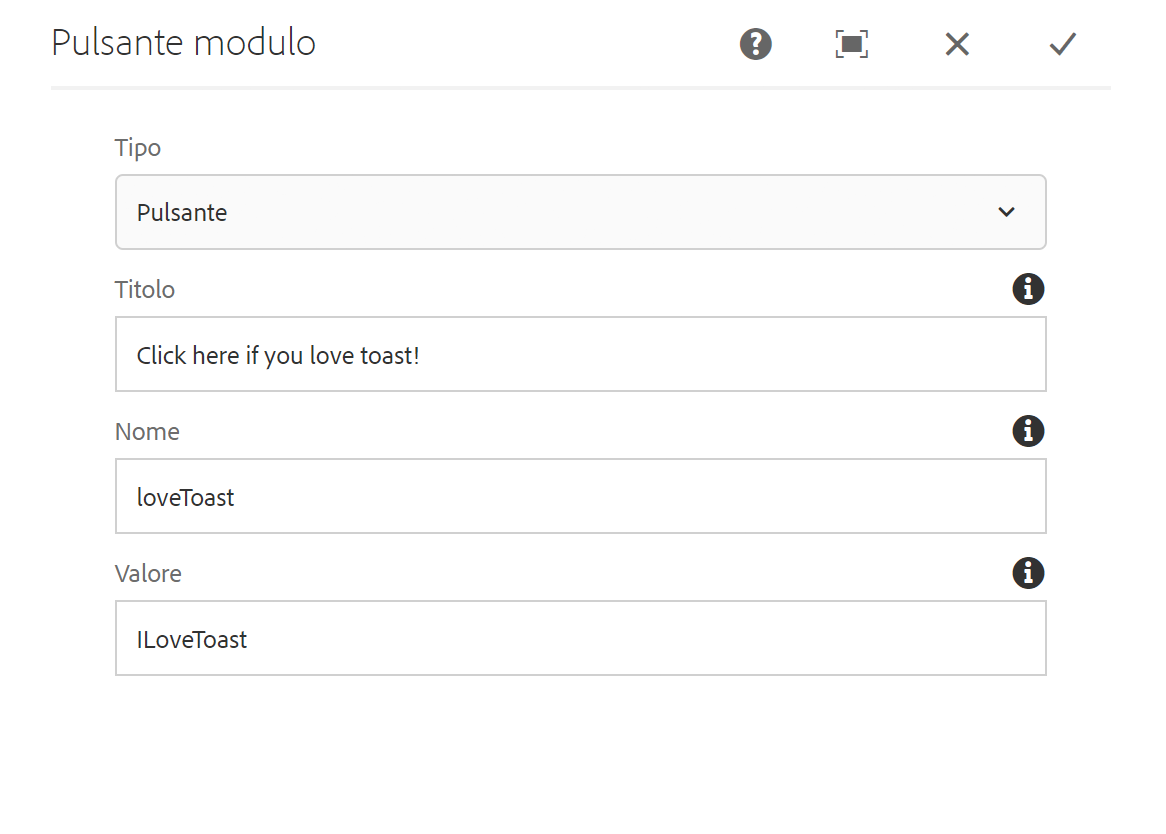 Pulsante modulo
Tipo
Pulsante
Titolo
Click here if you love toast!
Nome
loveToast
Valore
ILoveToast